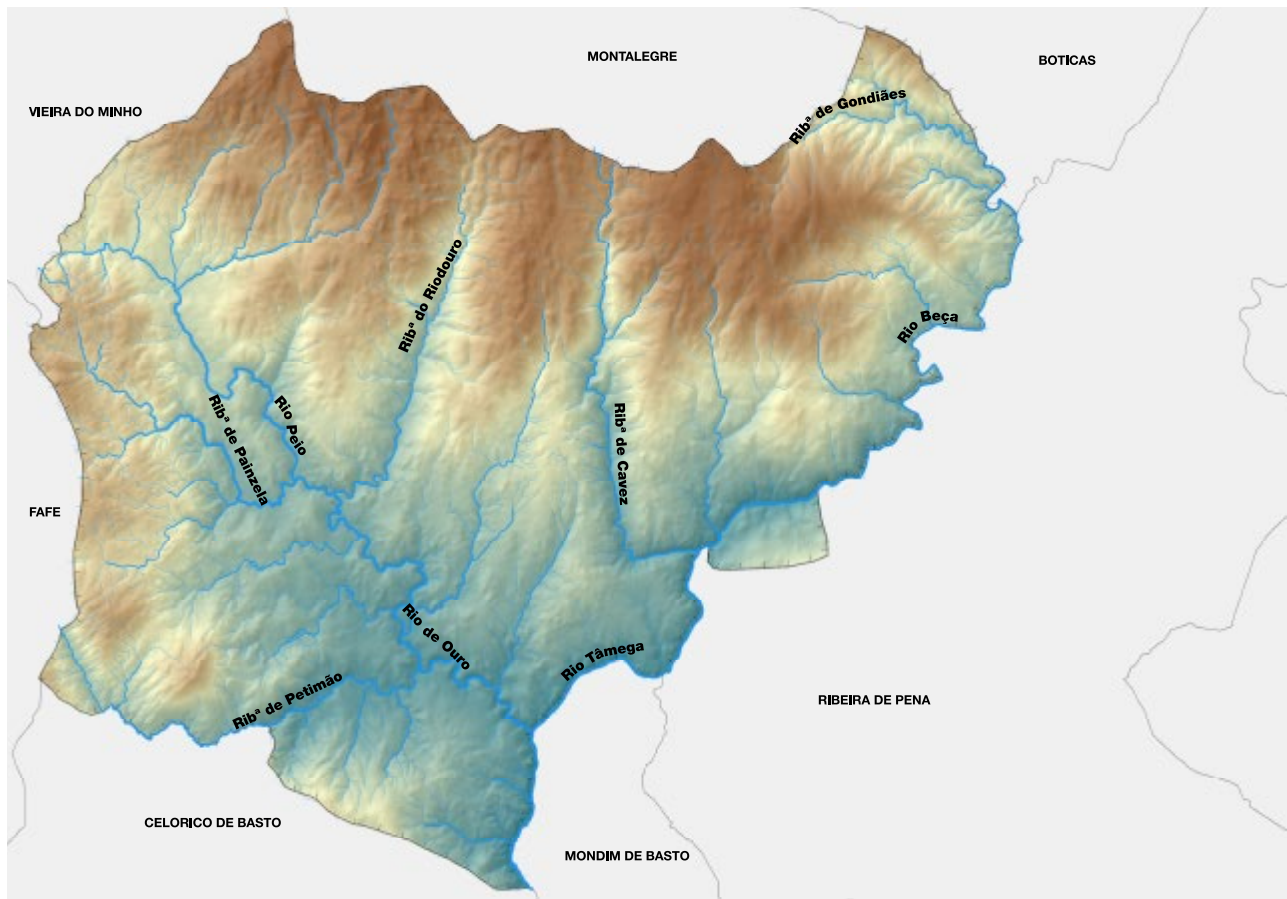 MONTALEGRE
BOTICAS
VIEIRA DO MINHO
Ribª de Gondiães
Ribª do Riodouro
Rio Beça
Ribª de Painzela
Rio Peio
Ribª de Cavez
FAFE
Rio de Ouro
Rio Tâmega
Ribª de Petimão
RIBEIRA DE PENA
CELORICO DE BASTO
MONDIM DE BASTO